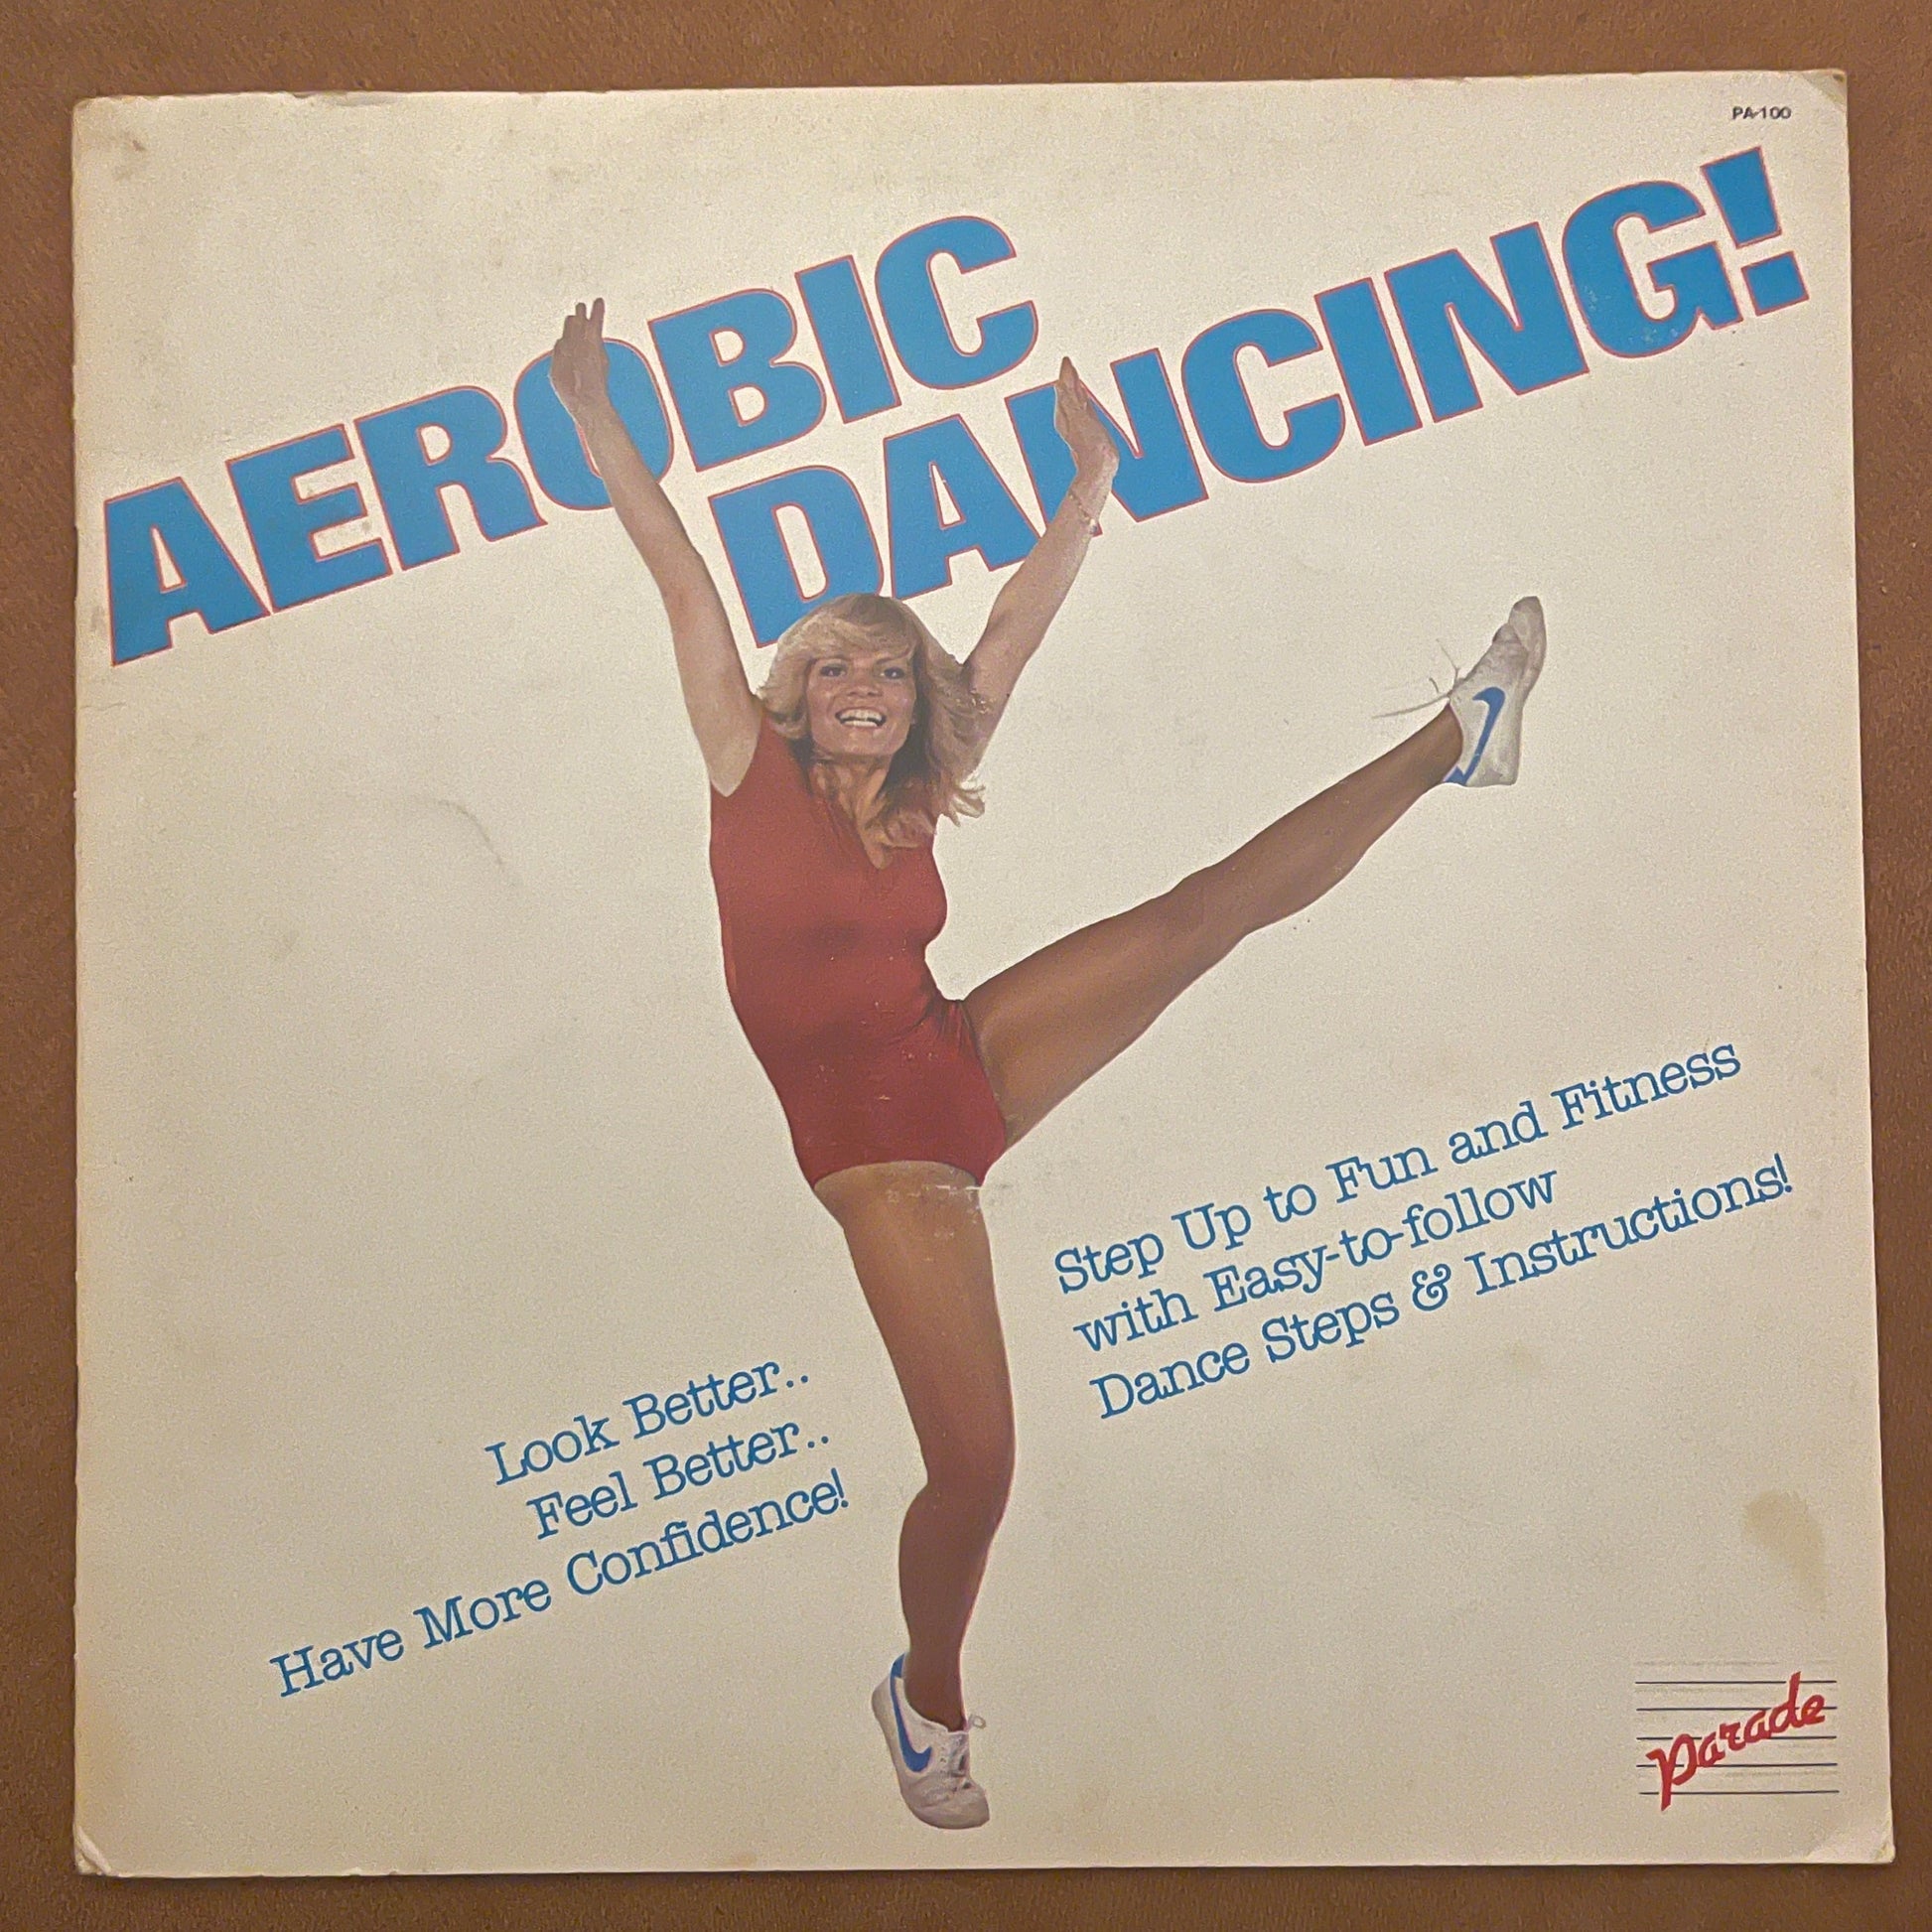 PA-100
AEROBIC
DANCING!
Step Up to Fun and Fitness
with Easy-to-follow
Dance Steps & Instructions!
Look Better..
Feel Better..
Have More Confidence!
Parade